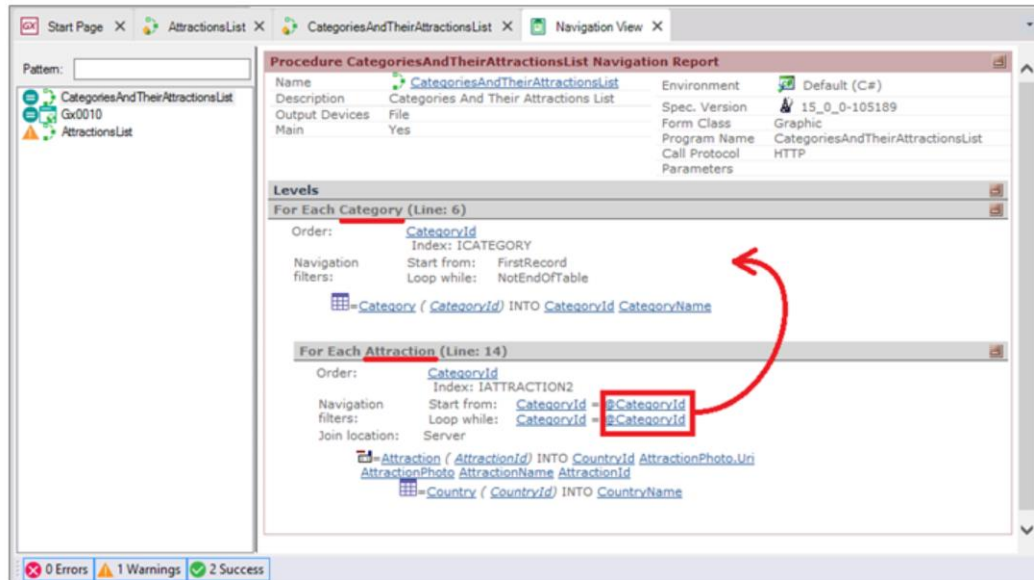 GX Start Page X AttractionsList X CategoriesAndTheirAttractionsList X Navigation View X
Pattern:
CategoriesAndTheirAttractionsList
Gx0010
AttractionsList
Procedure CategoriesAndTheirAttractionsList Navigation Report
Name CategoriesAndTheirAttractionsList
Description Categories And Their Attractions List
Output Devices File
Main Yes
Environment Default (C#)
Spec. Version 15_0_0-105189
Form Class Graphic
Program Name CategoriesAndTheirAttractionsList
Call Protocol HTTP
Parameters
Levels
For Each Category (Line: 6)
Order: CategoryId
Index: ICATEGORY
Navigation filters: Start from: FirstRecord
Loop while: NotEndOfTable
=Category ( CategoryId) INTO CategoryId CategoryName
For Each Attraction (Line: 14)
Order: CategoryId
Index: IATTRACTION2
Navigation filters: Start from: CategoryId = @CategoryId
Loop while: CategoryId = @CategoryId
Join location: Server
=Attraction ( AttractionId) INTO CountryId AttractionPhoto.Uri
AttractionPhoto AttractionName AttractionId
=Country ( CountryId) INTO CountryName
0 Errors 1 Warnings 2 Success